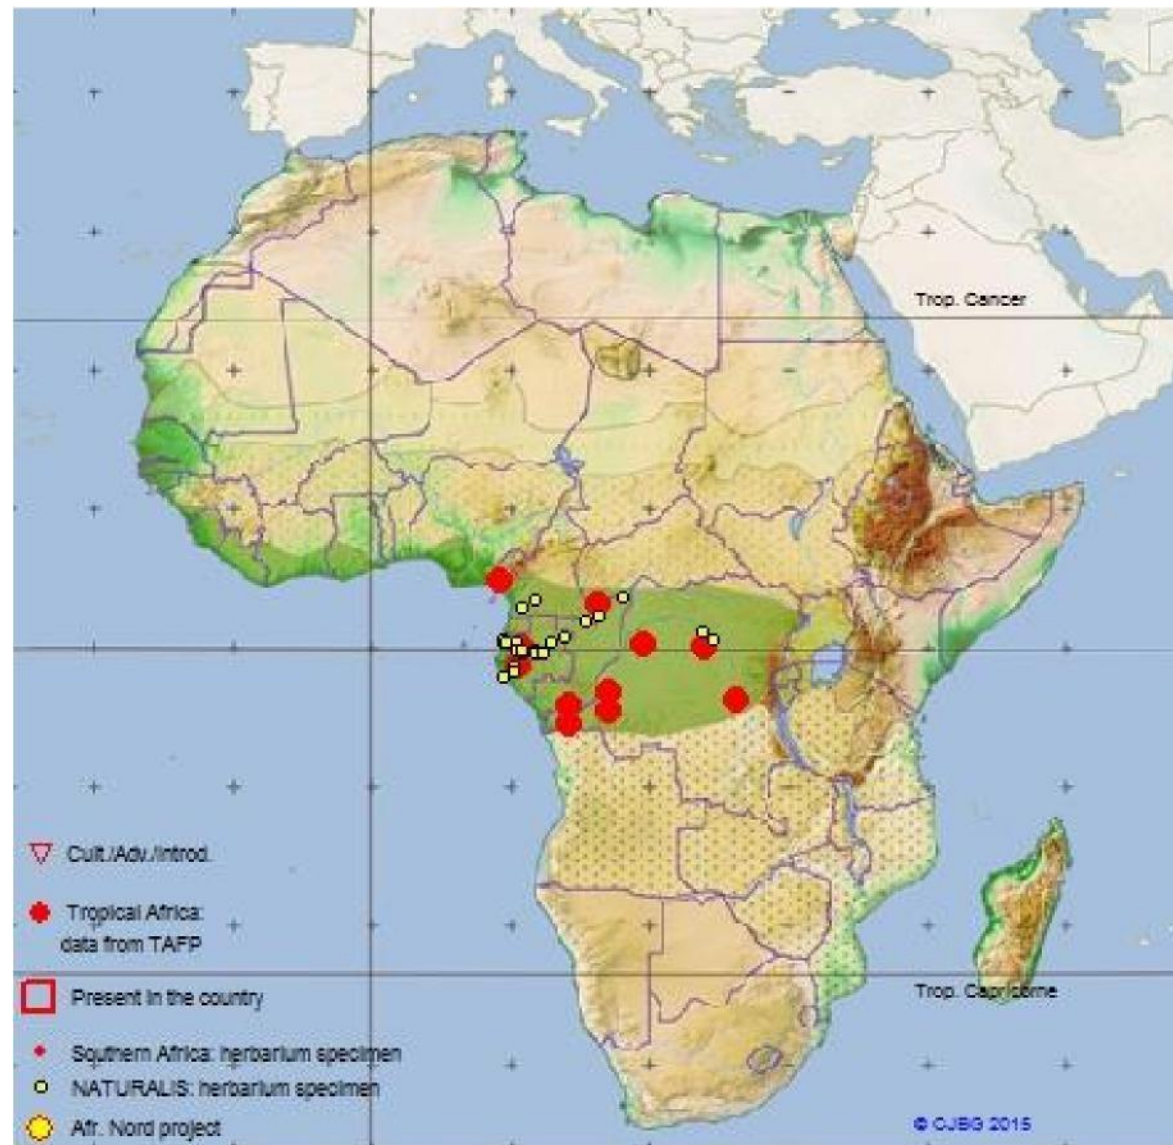 Trop. Cancer
Cult./Adv./Introd.
Tropical Africa:
data from TAFP
Trop. Capricorne
Present in the country
Southern Africa: herbarium specimen
NATURALIS: herbarium specimen
Afr. Nord project
© CJBG 2015